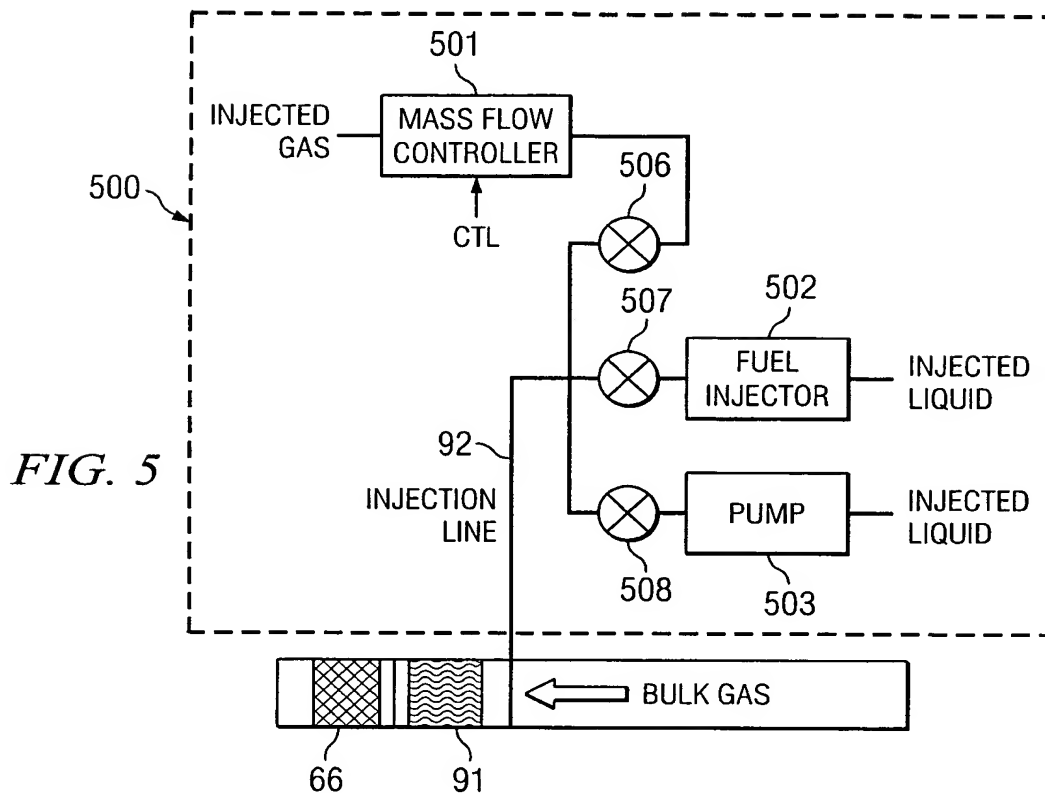 501
INJECTED
GAS
MASS FLOW
CONTROLLER
506
500
CTL
507
502
FUEL
INJECTOR
INJECTED
LIQUID
92
FIG. 5
INJECTION
LINE
PUMP
INJECTED
LIQUID
508
503
BULK GAS
66
91